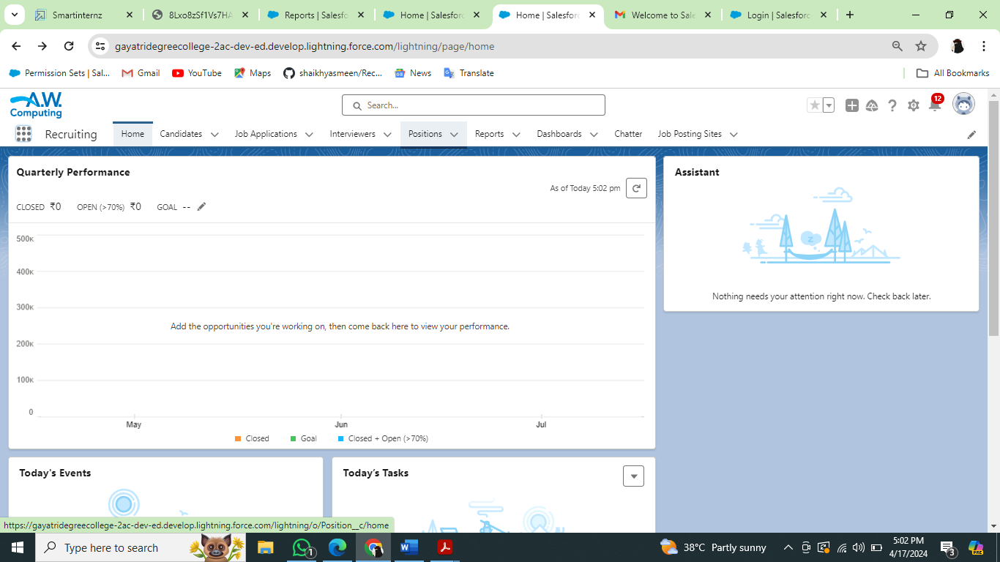 Smartinternz
8Lxo8zSf1Vs7HA
Reports | Salesfo
Home | Salesforc
Home | Salesforc
Welcome to Sale
Login | Salesforc
gayatridegreecollege-2ac-dev-ed.develop.lightning.force.com/lightning/page/home
Permission Sets | Sal...
Gmail
YouTube
Maps
shaikhyasmeen/Rec...
News
Translate
All Bookmarks
A.W.
Computing
Search...
12
Recruiting
Home
Candidates
Job Applications
Interviewers
Positions
Reports
Dashboards
Chatter
Job Posting Sites
Quarterly Performance
As of Today 5:02 pm
CLOSED ₹0 OPEN (>70%) ₹0 GOAL --
500K
400K
300K
Add the opportunities you're working on, then come back here to view your performance.
200K
100K
0
May Jun Jul
Closed Goal Closed + Open (>70%)
Assistant
z
Nothing needs your attention right now. Check back later.
Today's Events
Today's Tasks
https://gayatridegreecollege-2ac-dev-ed.develop.lightning.force.com/lightning/o/Position__c/home
Type here to search
1
38°C Partly sunny
5:02 PM
4/17/2024
3
PRE